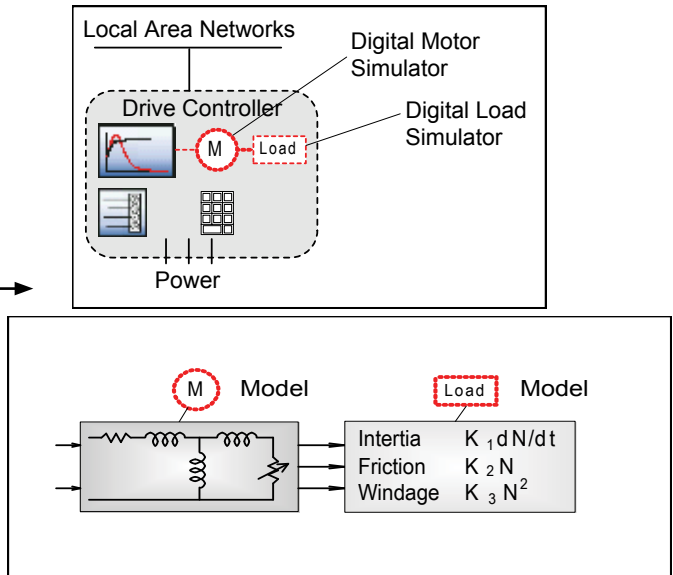 Local Area Networks
Digital Motor
Simulator
Drive Controller
Digital Load
Simulator
M
Load
Power
M Model
Load Model
Intertia K 1 d N/dt
Friction K 2 N
Windage K 3 N²